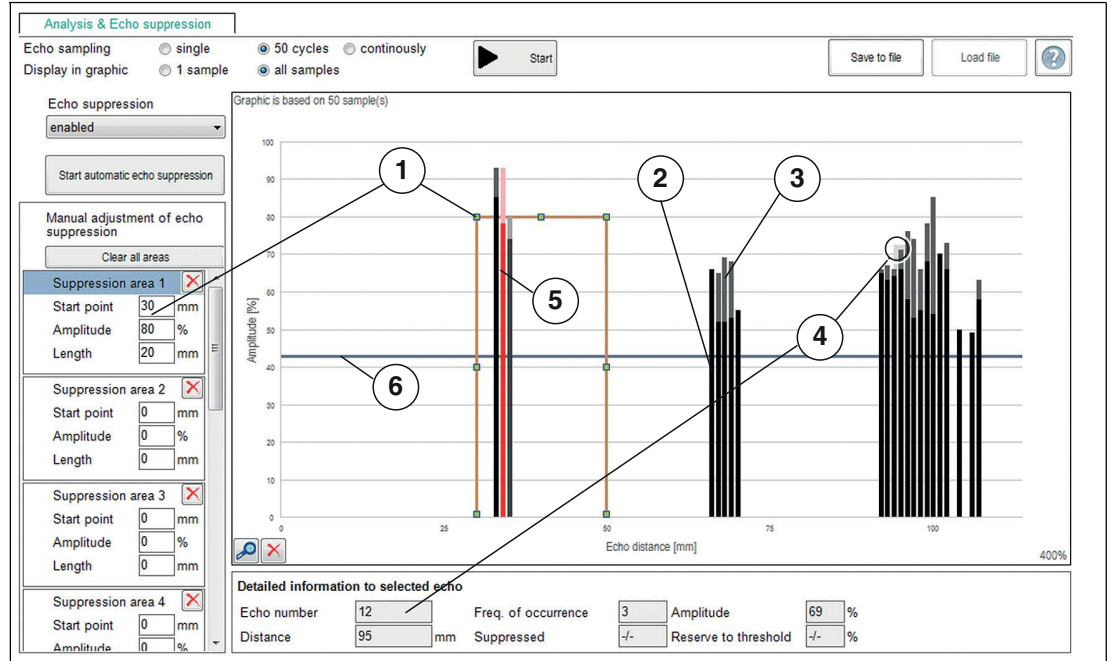 Analysis & Echo suppression
Echo sampling single 50 cycles continously Start Save to file Load file ?
Display in graphic 1 sample all samples
Echo suppression
enabled
Start automatic echo suppression
Manual adjustment of echo
suppression
Clear all areas
Suppression area 1
Start point 30 mm
Amplitude 80 %
Length 20 mm
Suppression area 2
Start point 0 mm
Amplitude 0 %
Length 0 mm
Suppression area 3
Start point 0 mm
Amplitude 0 %
Length 0 mm
Suppression area 4
Start point 0 mm
Amplitude 0 %
Graphic is based on 50 sample(s)
Amplitude [%]
100
90
80
70
60
50
40
30
20
10
0
0 25 50 75 100
Echo distance [mm]
400%
1
2
3
5
4
6
Detailed information to selected echo
Echo number 12 Freq. of occurrence 3 Amplitude 69 %
Distance 95 mm Suppressed -/- Reserve to threshold -/- %